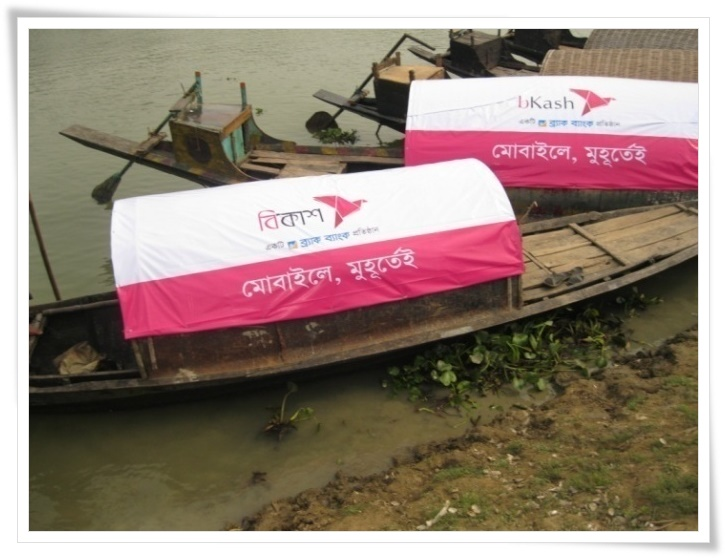 বিকাশ
একটি ব্র্যাক ব্যাংক প্রতিষ্ঠান
মোবাইলে, মুহূর্তেই
bKash
একটি ব্র্যাক ব্যাংক প্রতিষ্ঠান
মোবাইলে, মুহূর্তেই